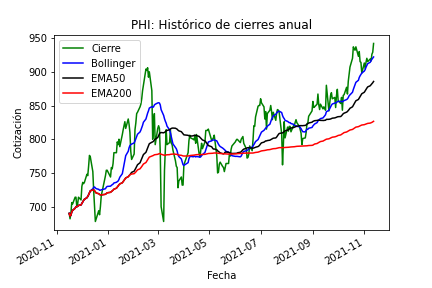 PHI: Histórico de cierres anual
Cierre
Bollinger
EMA50
EMA200
Cotización
950
900
850
800
750
700
2020-11
2021-01
2021-03
2021-05
2021-07
2021-09
2021-11
Fecha